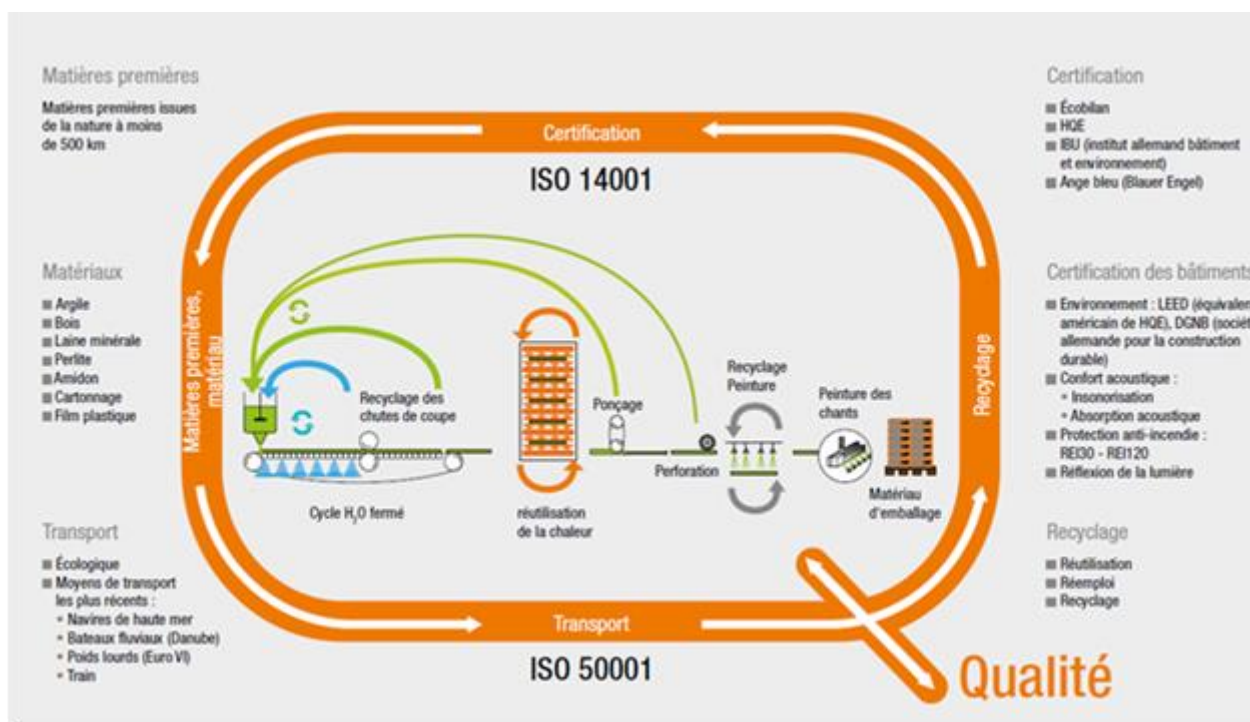 Matières premières
Matières premières issues
de la nature à moins
de 500 km
Matériaux
Argile
Bois
Laine minérale
Perlite
Amidon
Cartonnage
Film plastique
Transport
Écologique
Moyens de transport
les plus récents :
Navires de haute mer
Bateaux fluviaux (Danube)
Poids lourds (Euro VI)
Train
Certification
ISO 14001
Matières premières,
matériau
Recyclage des
chutes de coupe
Cycle H₂O fermé
réutilisation
de la chaleur
Ponçage
Perforation
Recyclage
Peinture
Peinture des
chants
Matériau
d'emballage
Recyclage
Transport
ISO 50001
Qualité
Certification
Écobilan
HQE
IBU (institut allemand bâtiment
et environnement)
Ange bleu (Blauer Engel)
Certification des bâtiments
Environnement : LEED (équivalen
américain de HQE), DGNB (sociét
allemande pour la construction
durable)
Confort acoustique :
Insonorisation
Absorption acoustique
Protection anti-incendie :
REI30 - REI120
Réflexion de la lumière
Recyclage
Réutilisation
Réemploi
Recyclage